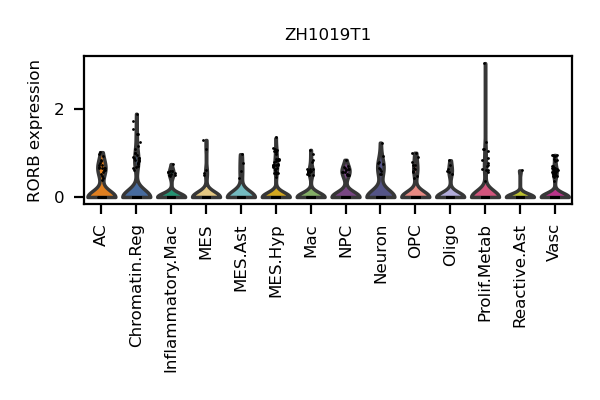 ZH1019T1
RORB expression
2
0
AC
Chromatin.Reg
Inflammatory.Mac
MES
MES.Ast
MES.Hyp
Mac
NPC
Neuron
OPC
Oligo
Prolif.Metab
Reactive.Ast
Vasc